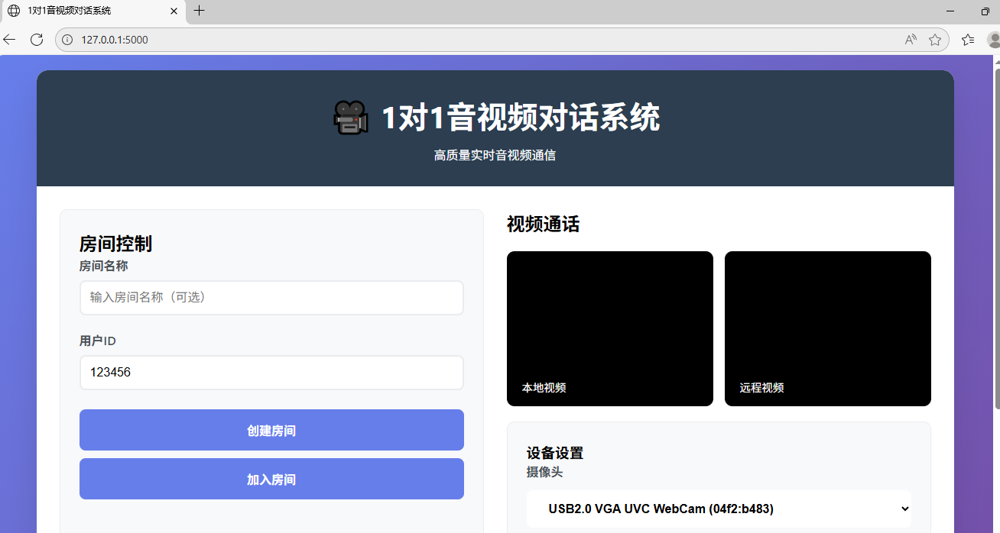 1对1音视频对话系统
127.0.0.1:5000
1对1音视频对话系统
高质量实时音视频通信
房间控制
房间名称
输入房间名称（可选）
用户ID
123456
创建房间
加入房间
视频通话
本地视频
远程视频
设备设置
摄像头
USB2.0 VGA UVC WebCam (04f2:b483)